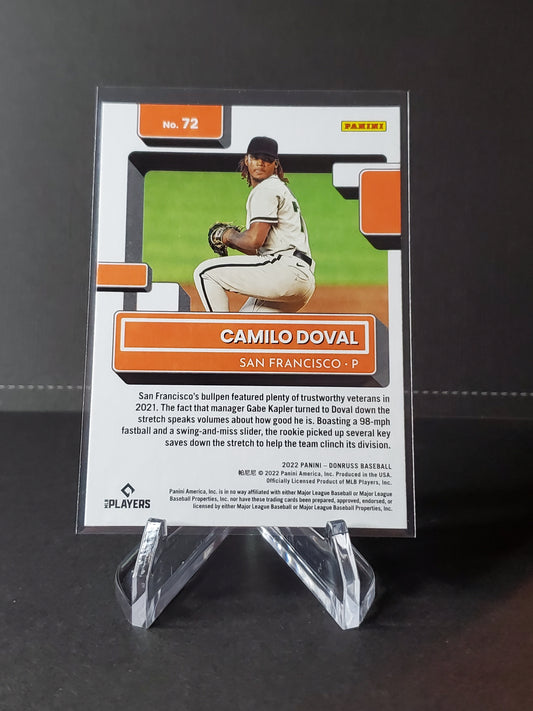 No. 72
PANINI
CAMILO DOVAL
SAN FRANCISCO · P
San Francisco's bullpen featured plenty of trustworthy veterans in
2021. The fact that manager Gabe Kapler turned to Doval down the
stretch speaks volumes about how good he is. Boasting a 98-mph
fastball and a swing-and-miss slider, the rookie picked up several key
saves down the stretch to help the team clinch its division.
2022 PANINI – DONRUSS BASEBALL
帕尼尼 © 2022 Panini America, Inc. Produced in the USA.
Officially Licensed Product of MLB Players, Inc.
MLB PLAYERS
Panini America, Inc. is in no way affiliated with either Major League Baseball or Major League
Baseball Properties, Inc. nor have these trading cards been prepared, approved, endorsed, or
licensed by either Major League Baseball or Major League Baseball Properties, Inc.